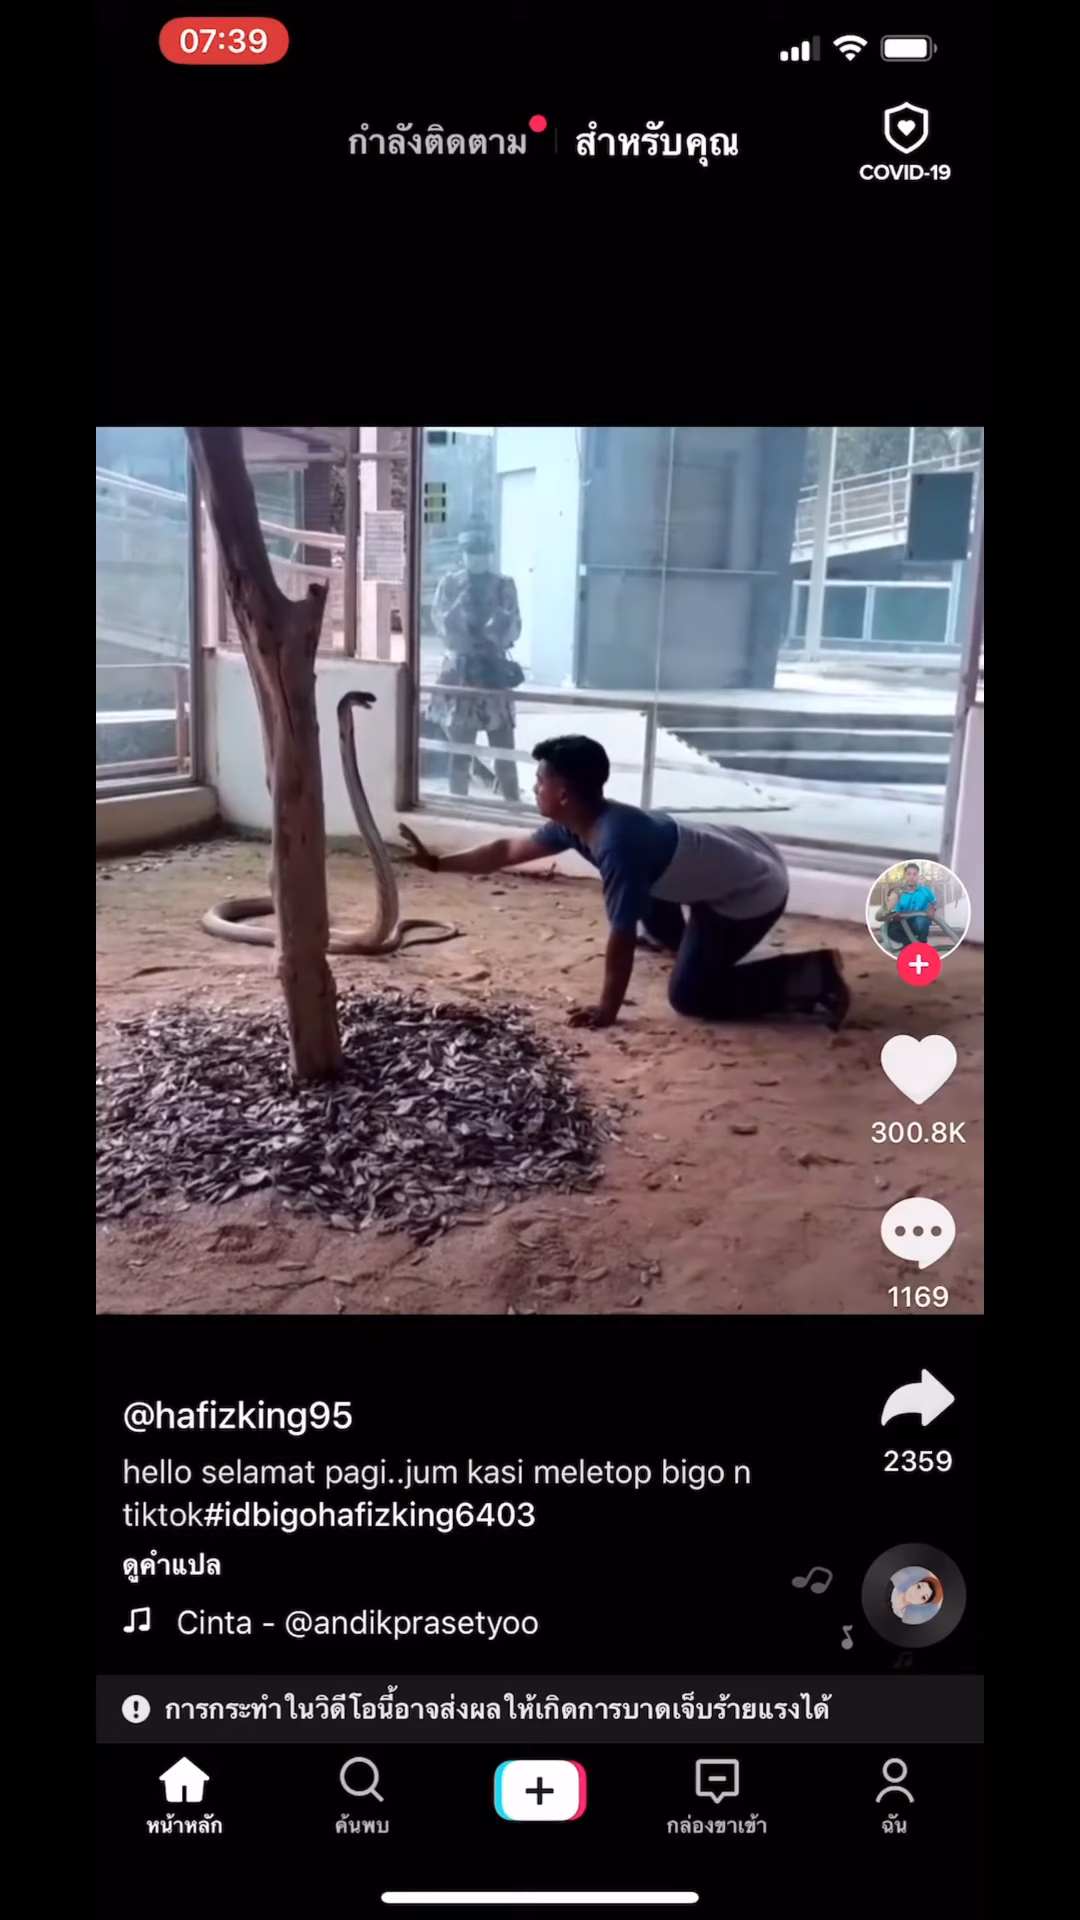 07:39
กำลังติดตาม
สำหรับคุณ
COVID-19
300.8K
1169
2359
@hafizking95
hello selamat pagi..jum kasi meletop bigo n
tiktok#idbigohafizking6403
ดูคำแปล
Cinta - @andikprasetyoo
การกระทำในวิดีโอนี้อาจส่งผลให้เกิดการบาดเจ็บร้ายแรงได้
หน้าหลัก
ค้นพบ
กล่องขาเข้า
ฉัน